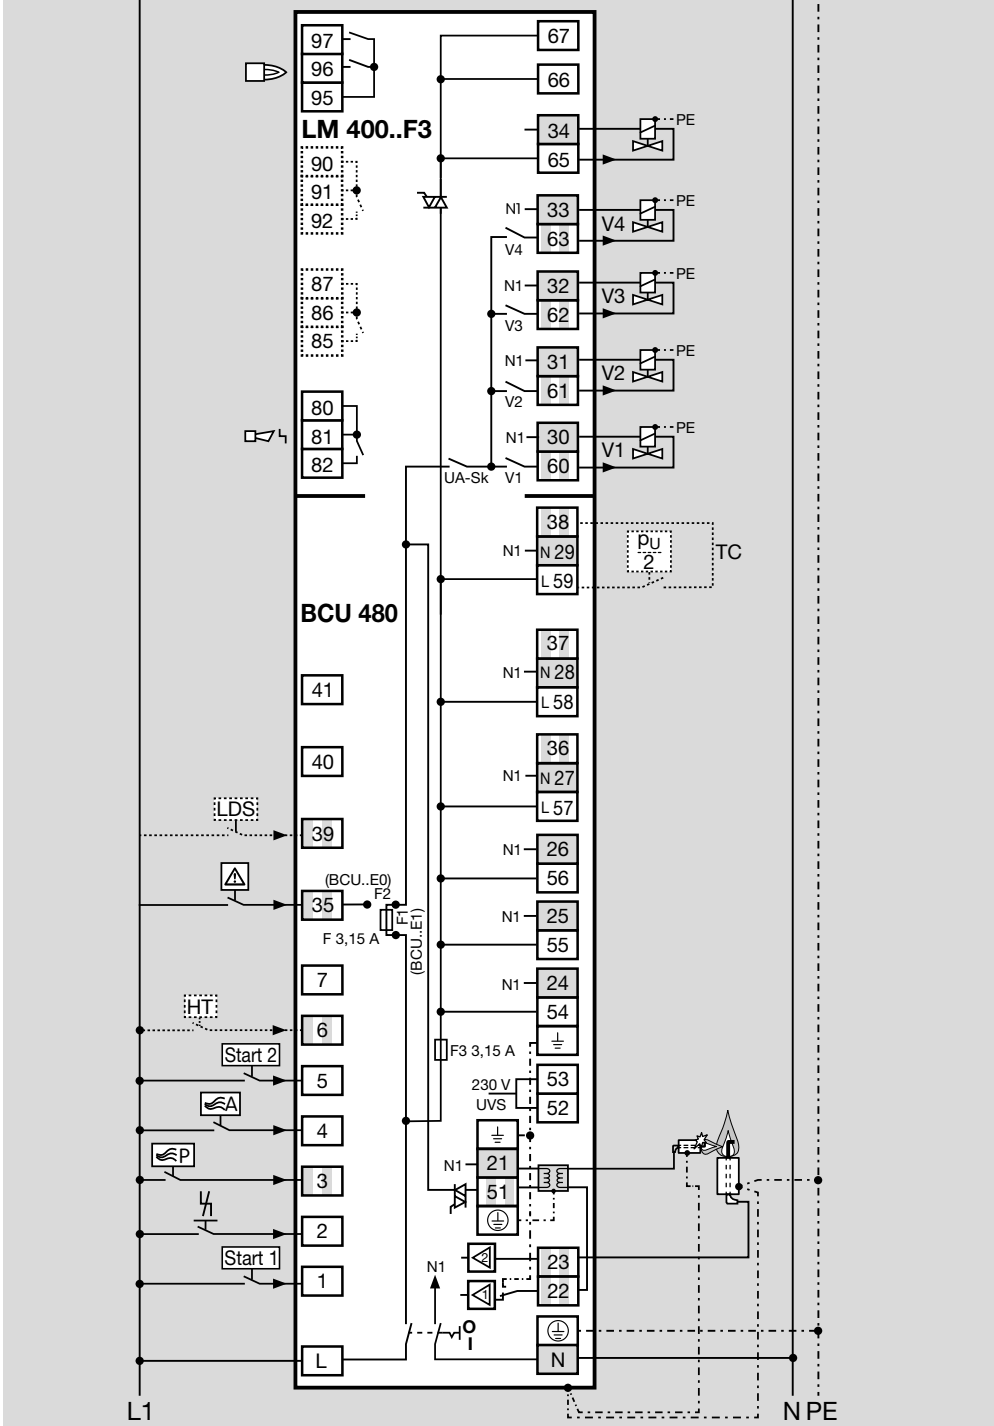 97
67
96
66
95
LM 400..F3
34
PE
65
90
91
92
N1
33
PE
V4
63
V4
87
86
85
N1
32
PE
V3
62
V3
N1
31
PE
V2
61
V2
80
81
82
N1
30
PE
V1
60
UA-Sk
V1
38
N1
N 29
pU
2
TC
L 59
BCU 480
37
N1
N 28
L 58
41
36
N1
N 27
L 57
40
LDS
39
N1
26
56
(BCU..E0)
F2
35
F1
(BCU..E1)
F 3,15 A
N1
25
55
7
N1
24
54
HT
6
F3 3,15 A
Start 2
5
230 V
UVS
53
52
A
4
P
3
N1
21
51
2
Start 1
1
N1
2
23
1
22
O
I
L
N
L1
N PE